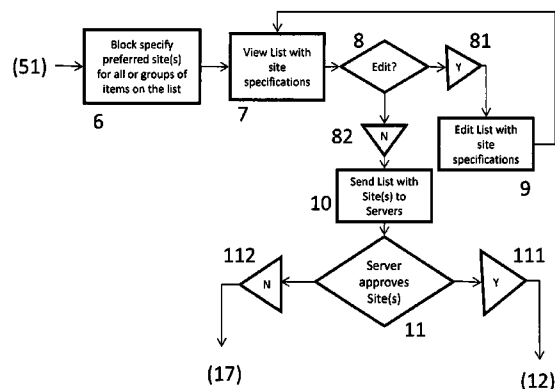 (51)
Block specify
preferred site(s)
for all or groups of
items on the list
6
View List with
site
specifications
7
8
Edit?
81
Y
82
N
Edit List with
site
specifications
9
Send List with
Site(s) to
Servers
10
112
N
Server
approves
Site(s)
11
111
Y
(17)
(12)